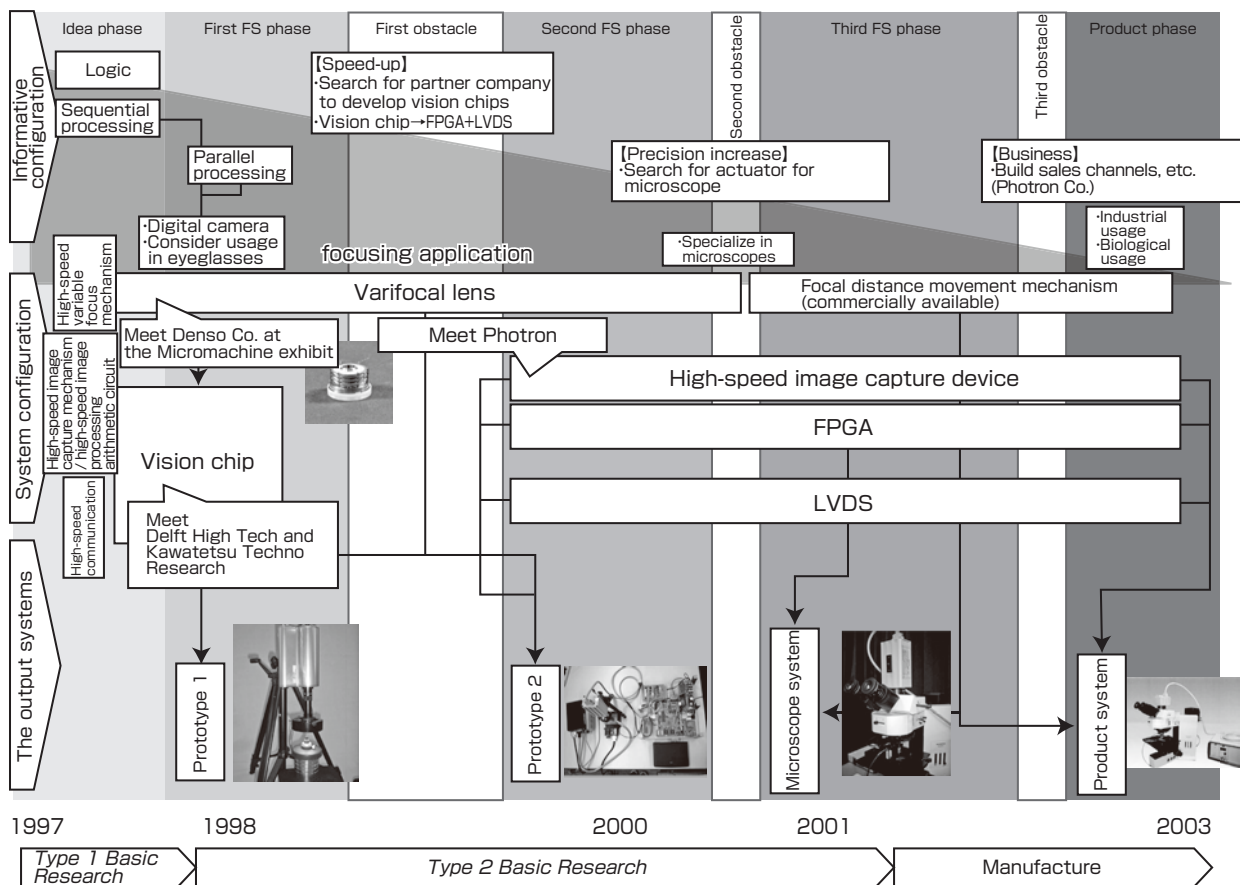 Idea phase
First FS phase
First obstacle
Second FS phase
Second obstacle
Third FS phase
Third obstacle
Product phase
Informative
configuration
Logic
Sequential
processing
Parallel
processing
・Digital camera
・Consider usage
in eyeglasses
【Speed-up】
・Search for partner company
to develop vision chips
・Vision chip→FPGA+LVDS
【Precision increase】
・Search for actuator for
microscope
【Business】
・Build sales channels, etc.
(Photron Co.)
・Specialize in
microscopes
・Industrial
usage
・Biological
usage
focusing application
System configuration
High-speed
variable
focus
mechanism
Varifocal lens
Focal distance movement mechanism
(commercially available)
Meet Denso Co. at
the Micromachine exhibit
Meet Photron
High-speed image
capture mechanism
/ high-speed image
processing
arithmetic circuit
High-speed image capture device
FPGA
Vision chip
LVDS
High-speed
communication
Meet
Delft High Tech and
Kawatetsu Techno
Research
The output systems
Prototype 1
Prototype 2
Microscope system
Product system
1997
1998
2000
2001
2003
Type 1 Basic
Research
Type 2 Basic Research
Manufacture